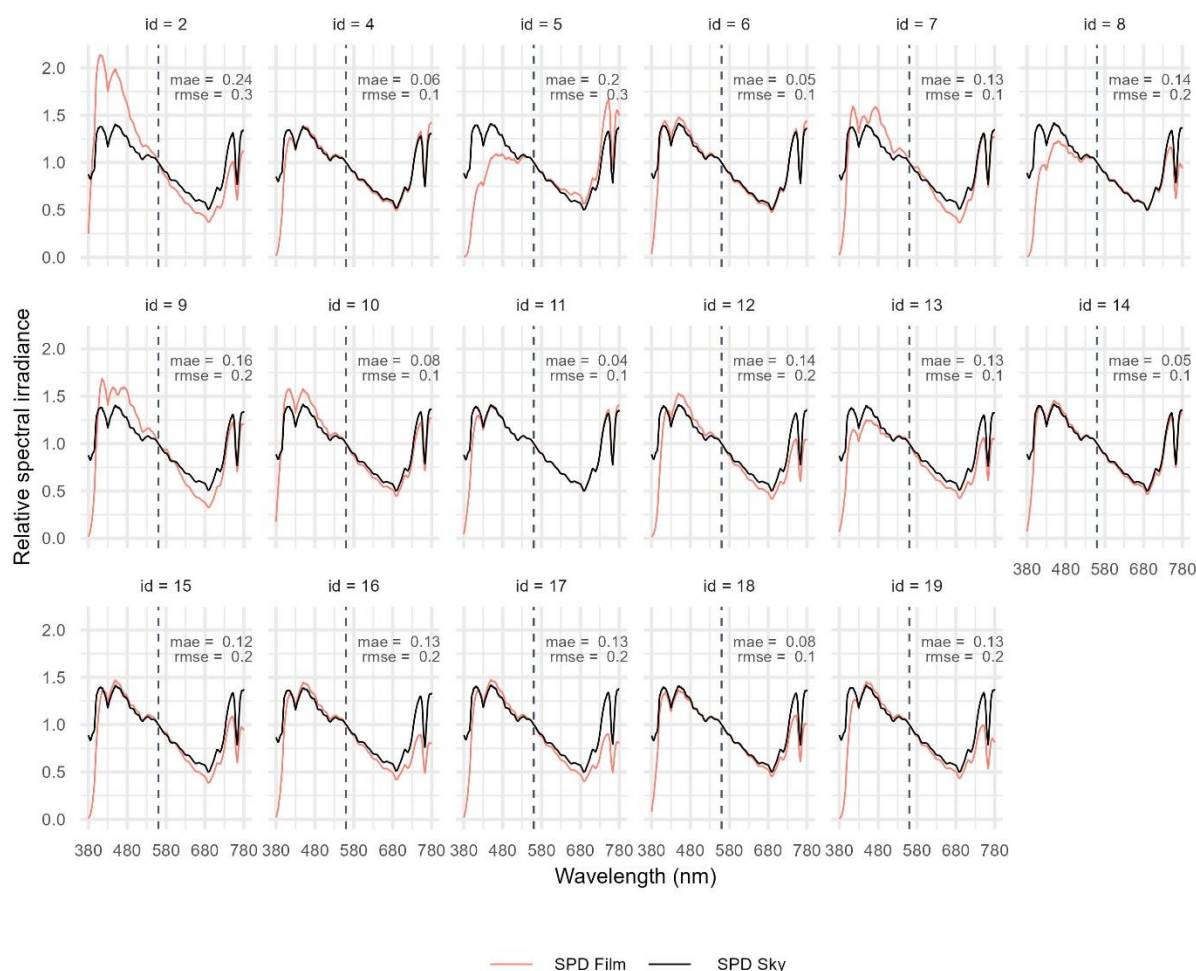 id = 2
id = 4
id = 5
id = 6
id = 7
id = 8
2.0
1.5
1.0
0.5
0.0
mae = 0.24
rmse = 0.3
mae = 0.06
rmse = 0.1
mae = 0.2
rmse = 0.3
mae = 0.05
rmse = 0.1
mae = 0.13
rmse = 0.1
mae = 0.14
rmse = 0.2
Relative spectral irradiance
id = 9
id = 10
id = 11
id = 12
id = 13
id = 14
2.0
1.5
1.0
0.5
0.0
mae = 0.16
rmse = 0.2
mae = 0.08
rmse = 0.1
mae = 0.04
rmse = 0.1
mae = 0.14
rmse = 0.2
mae = 0.13
rmse = 0.1
mae = 0.05
rmse = 0.1
380 480 580 680 780
id = 15
id = 16
id = 17
id = 18
id = 19
2.0
1.5
1.0
0.5
0.0
mae = 0.12
rmse = 0.2
mae = 0.13
rmse = 0.2
mae = 0.13
rmse = 0.2
mae = 0.08
rmse = 0.1
mae = 0.13
rmse = 0.2
380 480 580 680 780
380 480 580 680 780
380 480 580 680 780
380 480 580 680 780
380 480 580 680 780
Wavelength (nm)
SPD Film
SPD Sky